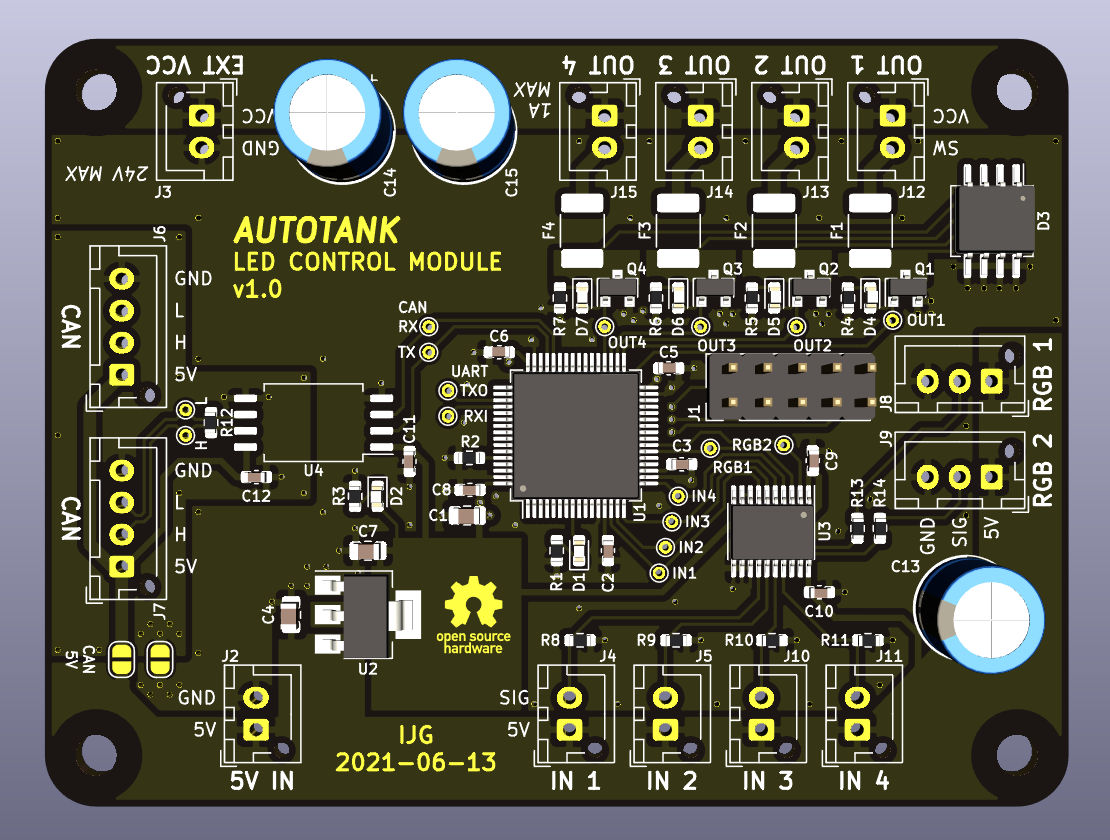 EXT VCC
OUT 4
OUT 3
OUT 2
OUT 1
1A
MAX
VCC
GND
24V MAX
J3
C14
C15
J15
J14
J13
J12
VCC
SW
F4
F3
F2
F1
D3
J6
AUTOTANK
LED CONTROL MODULE
v1.0
CAN
GND
L
H
5V
Q4
Q3
Q2
Q1
R7
D7
R6
D6
R5
D5
R4
D4
OUT4
OUT3
OUT2
OUT1
CAN
RX
TX
C6
C5
UART
TXO
RXI
J1
J8
RGB 1
L
H
R12
U4
C11
C12
R2
C8
C1
U1
C3
RGB2
RGB1
C9
J9
RGB 2
GND
SIG
5V
CAN
GND
L
H
5V
J7
R3
D2
C7
IN4
IN3
IN2
IN1
U3
R13
R14
R1
D1
C2
C4
U2
open source
hardware
C10
C13
CAN
5V
J2
GND
5V
5V IN
R8
R9
R10
R11
J4
J5
J10
J11
SIG
5V
IJG
2021-06-13
IN 1
IN 2
IN 3
IN 4